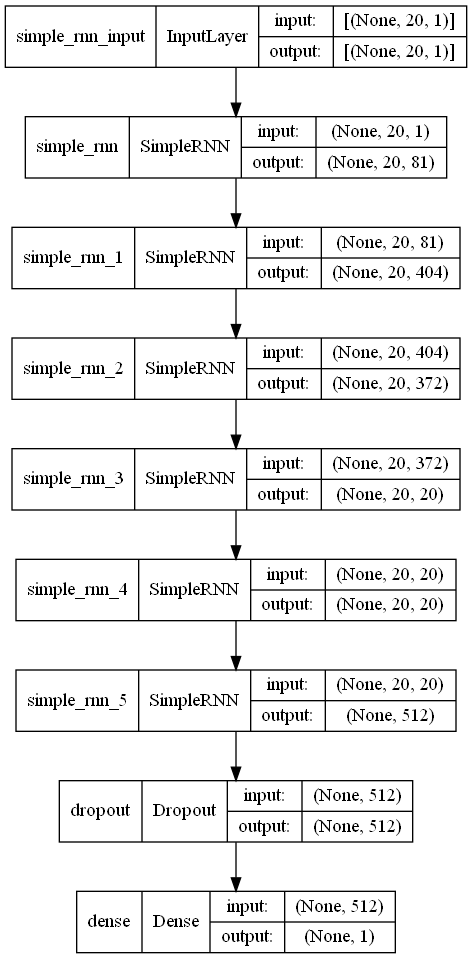 simple_rnn_input InputLayer input: [(None, 20, 1)]
output: [(None, 20, 1)]
simple_rnn SimpleRNN input: (None, 20, 1)
output: (None, 20, 81)
simple_rnn_1 SimpleRNN input: (None, 20, 81)
output: (None, 20, 404)
simple_rnn_2 SimpleRNN input: (None, 20, 404)
output: (None, 20, 372)
simple_rnn_3 SimpleRNN input: (None, 20, 372)
output: (None, 20, 20)
simple_rnn_4 SimpleRNN input: (None, 20, 20)
output: (None, 20, 20)
simple_rnn_5 SimpleRNN input: (None, 20, 20)
output: (None, 512)
dropout Dropout input: (None, 512)
output: (None, 512)
dense Dense input: (None, 512)
output: (None, 1)